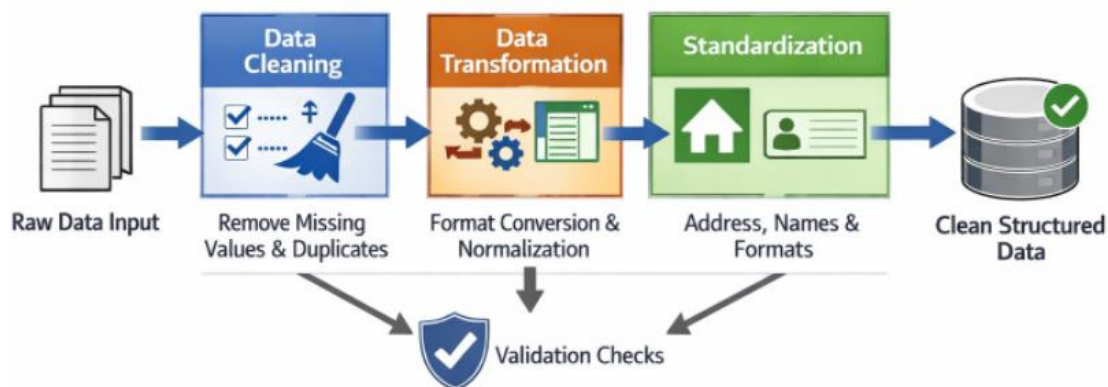 Data
Cleaning
Data
Transformation
Standardization
Raw Data Input
Remove Missing
Values & Duplicates
Format Conversion &
Normalization
Address, Names &
Formats
Clean Structured
Data
Validation Checks